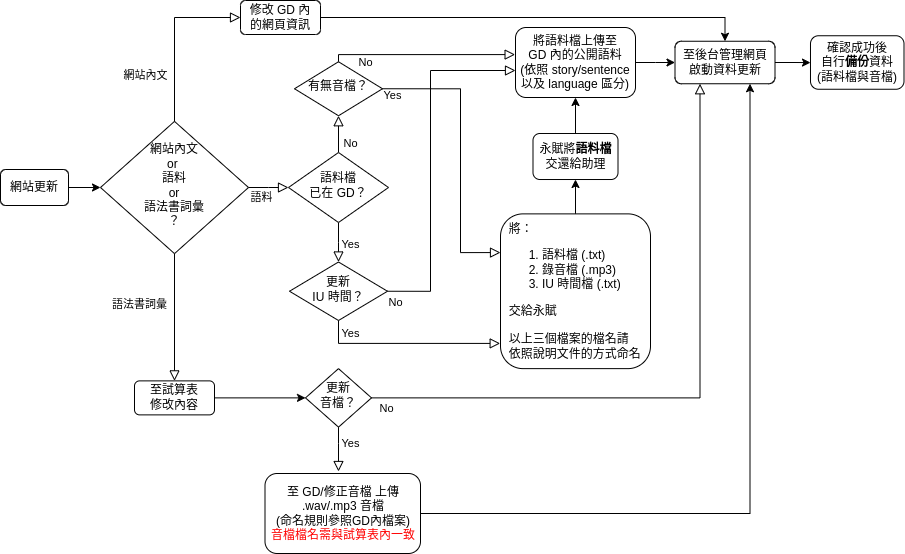 修改 GD 內
的網頁資訊
網站內文
網站更新
網站內文
or
語料
or
語法書詞彙
？
語料
語法書詞彙
有無音檔？
No
Yes
No
語料檔
已在 GD？
Yes
更新
IU 時間？
No
Yes
將語料檔上傳至
GD 內的公開語料
(依照 story/sentence
以及 language 區分)
永賦將語料檔
交還給助理
將：
1. 語料檔 (.txt)
2. 錄音檔 (.mp3)
3. IU 時間檔 (.txt)
交給永賦
以上三個檔案的檔名請
依照說明文件的方式命名
至後台管理網頁
啟動資料更新
確認成功後
自行備份資料
(語料檔與音檔)
至試算表
修改內容
更新
音檔？
No
Yes
至 GD/修正音檔 上傳
.wav/.mp3 音檔
(命名規則參照GD內檔案)
音檔檔名需與試算表內一致